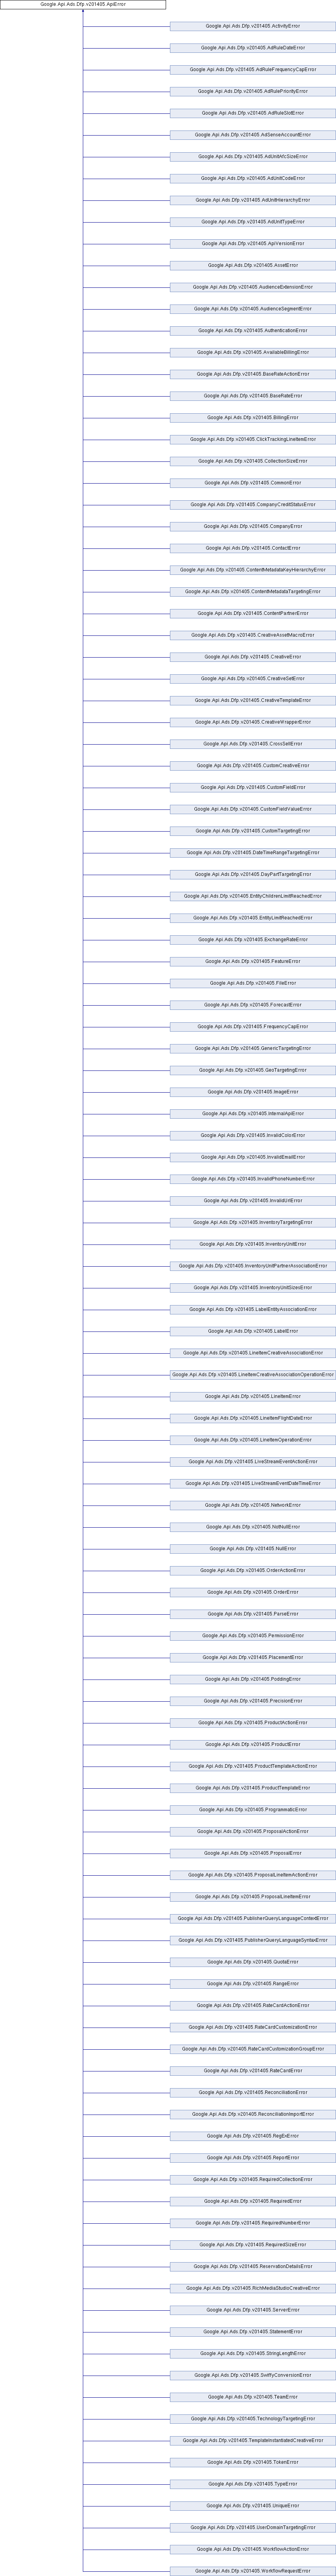 Google.Api.Ads.Dfp.v201405.ApiError
Google.Api.Ads.Dfp.v201405.ActivityError
Google.Api.Ads.Dfp.v201405.AdRuleDateError
Google.Api.Ads.Dfp.v201405.AdRuleFrequencyCapError
Google.Api.Ads.Dfp.v201405.AdRulePriorityError
Google.Api.Ads.Dfp.v201405.AdRuleSlotError
Google.Api.Ads.Dfp.v201405.AdSenseAccountError
Google.Api.Ads.Dfp.v201405.AdUnitAfcSizeError
Google.Api.Ads.Dfp.v201405.AdUnitCodeError
Google.Api.Ads.Dfp.v201405.AdUnitHierarchyError
Google.Api.Ads.Dfp.v201405.AdUnitTypeError
Google.Api.Ads.Dfp.v201405.ApiVersionError
Google.Api.Ads.Dfp.v201405.AssetError
Google.Api.Ads.Dfp.v201405.AudienceExtensionError
Google.Api.Ads.Dfp.v201405.AudienceSegmentError
Google.Api.Ads.Dfp.v201405.AuthenticationError
Google.Api.Ads.Dfp.v201405.AvailableBillingError
Google.Api.Ads.Dfp.v201405.BaseRateActionError
Google.Api.Ads.Dfp.v201405.BaseRateError
Google.Api.Ads.Dfp.v201405.BillingError
Google.Api.Ads.Dfp.v201405.ClickTrackingLineItemError
Google.Api.Ads.Dfp.v201405.CollectionSizeError
Google.Api.Ads.Dfp.v201405.CommonError
Google.Api.Ads.Dfp.v201405.CompanyCreditStatusError
Google.Api.Ads.Dfp.v201405.CompanyError
Google.Api.Ads.Dfp.v201405.ContactError
Google.Api.Ads.Dfp.v201405.ContentMetadataKeyHierarchyError
Google.Api.Ads.Dfp.v201405.ContentMetadataTargetingError
Google.Api.Ads.Dfp.v201405.ContentPartnerError
Google.Api.Ads.Dfp.v201405.CreativeAssetMacroError
Google.Api.Ads.Dfp.v201405.CreativeError
Google.Api.Ads.Dfp.v201405.CreativeSetError
Google.Api.Ads.Dfp.v201405.CreativeTemplateError
Google.Api.Ads.Dfp.v201405.CreativeWrapperError
Google.Api.Ads.Dfp.v201405.CrossSellError
Google.Api.Ads.Dfp.v201405.CustomCreativeError
Google.Api.Ads.Dfp.v201405.CustomFieldError
Google.Api.Ads.Dfp.v201405.CustomFieldValueError
Google.Api.Ads.Dfp.v201405.CustomTargetingError
Google.Api.Ads.Dfp.v201405.DateTimeRangeTargetingError
Google.Api.Ads.Dfp.v201405.DayPartTargetingError
Google.Api.Ads.Dfp.v201405.EntityChildrenLimitReachedError
Google.Api.Ads.Dfp.v201405.EntityLimitReachedError
Google.Api.Ads.Dfp.v201405.ExchangeRateError
Google.Api.Ads.Dfp.v201405.FeatureError
Google.Api.Ads.Dfp.v201405.FileError
Google.Api.Ads.Dfp.v201405.ForecastError
Google.Api.Ads.Dfp.v201405.FrequencyCapError
Google.Api.Ads.Dfp.v201405.GenericTargetingError
Google.Api.Ads.Dfp.v201405.GeoTargetingError
Google.Api.Ads.Dfp.v201405.ImageError
Google.Api.Ads.Dfp.v201405.InternalApiError
Google.Api.Ads.Dfp.v201405.InvalidColorError
Google.Api.Ads.Dfp.v201405.InvalidEmailError
Google.Api.Ads.Dfp.v201405.InvalidPhoneNumberError
Google.Api.Ads.Dfp.v201405.InvalidUrlError
Google.Api.Ads.Dfp.v201405.InventoryTargetingError
Google.Api.Ads.Dfp.v201405.InventoryUnitError
Google.Api.Ads.Dfp.v201405.InventoryUnitPartnerAssociationError
Google.Api.Ads.Dfp.v201405.InventoryUnitSizesError
Google.Api.Ads.Dfp.v201405.LabelEntityAssociationError
Google.Api.Ads.Dfp.v201405.LabelError
Google.Api.Ads.Dfp.v201405.LineItemCreativeAssociationError
Google.Api.Ads.Dfp.v201405.LineItemCreativeAssociationOperationError
Google.Api.Ads.Dfp.v201405.LineItemError
Google.Api.Ads.Dfp.v201405.LineItemFlightDateError
Google.Api.Ads.Dfp.v201405.LineItemOperationError
Google.Api.Ads.Dfp.v201405.LiveStreamEventActionError
Google.Api.Ads.Dfp.v201405.LiveStreamEventDateTimeError
Google.Api.Ads.Dfp.v201405.NetworkError
Google.Api.Ads.Dfp.v201405.NotNullError
Google.Api.Ads.Dfp.v201405.NullError
Google.Api.Ads.Dfp.v201405.OrderActionError
Google.Api.Ads.Dfp.v201405.OrderError
Google.Api.Ads.Dfp.v201405.ParseError
Google.Api.Ads.Dfp.v201405.PermissionError
Google.Api.Ads.Dfp.v201405.PlacementError
Google.Api.Ads.Dfp.v201405.PoddingError
Google.Api.Ads.Dfp.v201405.PrecisionError
Google.Api.Ads.Dfp.v201405.ProductActionError
Google.Api.Ads.Dfp.v201405.ProductError
Google.Api.Ads.Dfp.v201405.ProductTemplateActionError
Google.Api.Ads.Dfp.v201405.ProductTemplateError
Google.Api.Ads.Dfp.v201405.ProgrammaticError
Google.Api.Ads.Dfp.v201405.ProposalActionError
Google.Api.Ads.Dfp.v201405.ProposalError
Google.Api.Ads.Dfp.v201405.ProposalLineItemActionError
Google.Api.Ads.Dfp.v201405.ProposalLineItemError
Google.Api.Ads.Dfp.v201405.PublisherQueryLanguageContextError
Google.Api.Ads.Dfp.v201405.PublisherQueryLanguageSyntaxError
Google.Api.Ads.Dfp.v201405.QuotaError
Google.Api.Ads.Dfp.v201405.RangeError
Google.Api.Ads.Dfp.v201405.RateCardActionError
Google.Api.Ads.Dfp.v201405.RateCardCustomizationError
Google.Api.Ads.Dfp.v201405.RateCardCustomizationGroupError
Google.Api.Ads.Dfp.v201405.RateCardError
Google.Api.Ads.Dfp.v201405.ReconciliationError
Google.Api.Ads.Dfp.v201405.ReconciliationImportError
Google.Api.Ads.Dfp.v201405.RegExError
Google.Api.Ads.Dfp.v201405.ReportError
Google.Api.Ads.Dfp.v201405.RequiredCollectionError
Google.Api.Ads.Dfp.v201405.RequiredError
Google.Api.Ads.Dfp.v201405.RequiredNumberError
Google.Api.Ads.Dfp.v201405.RequiredSizeError
Google.Api.Ads.Dfp.v201405.ReservationDetailsError
Google.Api.Ads.Dfp.v201405.RichMediaStudioCreativeError
Google.Api.Ads.Dfp.v201405.ServerError
Google.Api.Ads.Dfp.v201405.StatementError
Google.Api.Ads.Dfp.v201405.StringLengthError
Google.Api.Ads.Dfp.v201405.SwiffyConversionError
Google.Api.Ads.Dfp.v201405.TeamError
Google.Api.Ads.Dfp.v201405.TechnologyTargetingError
Google.Api.Ads.Dfp.v201405.TemplateInstantiatedCreativeError
Google.Api.Ads.Dfp.v201405.TokenError
Google.Api.Ads.Dfp.v201405.TypeError
Google.Api.Ads.Dfp.v201405.UniqueError
Google.Api.Ads.Dfp.v201405.UserDomainTargetingError
Google.Api.Ads.Dfp.v201405.WorkflowActionError
Google.Api.Ads.Dfp.v201405.WorkflowRequestError